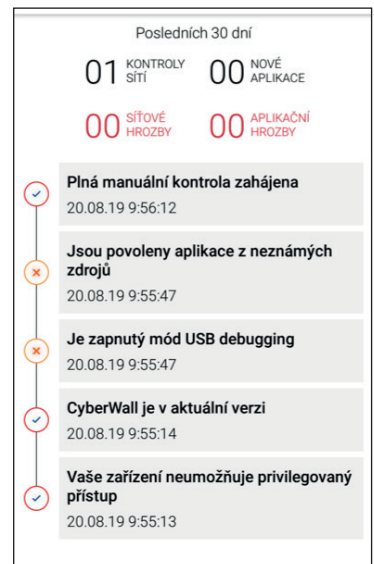 Posledních 30 dní
01 KONTROLY SÍTÍ 00 NOVÉ APLIKACE
00 SÍŤOVÉ HROZBY 00 APLIKAČNÍ HROZBY
Plná manuální kontrola zahájena
20.08.19 9:56:12
Jsou povoleny aplikace z neznámých
zdrojů
20.08.19 9:55:47
Je zapnutý mód USB debugging
20.08.19 9:55:47
CyberWall je v aktuální verzi
20.08.19 9:55:14
Vaše zařízení neumožňuje privilegovaný
přístup
20.08.19 9:55:13